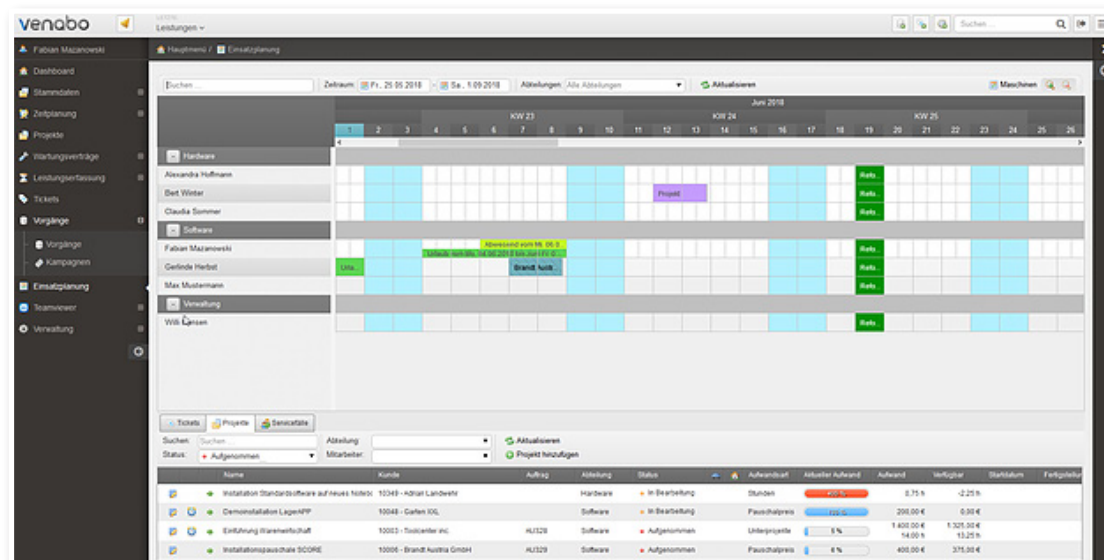 venabo
Leistungen
Suchen ...
Fabian Mazanowski
Hauptmenü / Einsatzplanung
Dashboard
Stammdaten
Zeitplanung
Projekte
Wartungsverträge
Leistungserfassung
Tickets
Vorgänge
Vorgänge
Kampagnen
Einsatzplanung
Teamviewer
Verwaltung
Suchen ...
Zeitraum: Fr., 25.05.2018 - Sa., 1.09.2018 Abteilungen: Alle Abteilungen Aktualisieren Maschinen
Juni 2018
KW 23 KW 24 KW 25
1 2 3 4 5 6 7 8 9 10 11 12 13 14 15 16 17 18 19 20 21 22 23 24 25 26
Hardware
Alexandra Hoffmann
Bert Winter Projekt
Claudia Sommer
Software
Fabian Mazanowski
Gerlinde Herbst
Max Mustermann
Verwaltung
Tickets Projekte Servicefälle
Suchen: Suchen ... Abteilung: Aktualisieren
Status: Aufgenommen Mitarbeiter: Projekt hinzufügen
Name Kunde Auftrag Abteilung Status Aufwandsart Aktueller Aufwand Aufwand Verfügbar Startdatum
Installation Standardsoftware auf neues 10349 - Adrian Landwehr Hardware In Bearbeitung Stunden 0,75 h -2,25 h
Demoinstallation LagerAPP 10048 - Garten XXL Software In Bearbeitung Pauschalpreis 200,00 € 0,00 €
Einführung Warenwirtschaft 10003 - Toolcenter inc. AU328 Software Aufgenommen Unterprojekte 5 % 1.400,00 € 1.325,00 €
14,00 h 13,25 h
Installationspauschale SCORE 10006 - Brandt Austria GmbH AU329 Software Aufgenommen Pauschalpreis 6 % 400,00 € 375,00 €